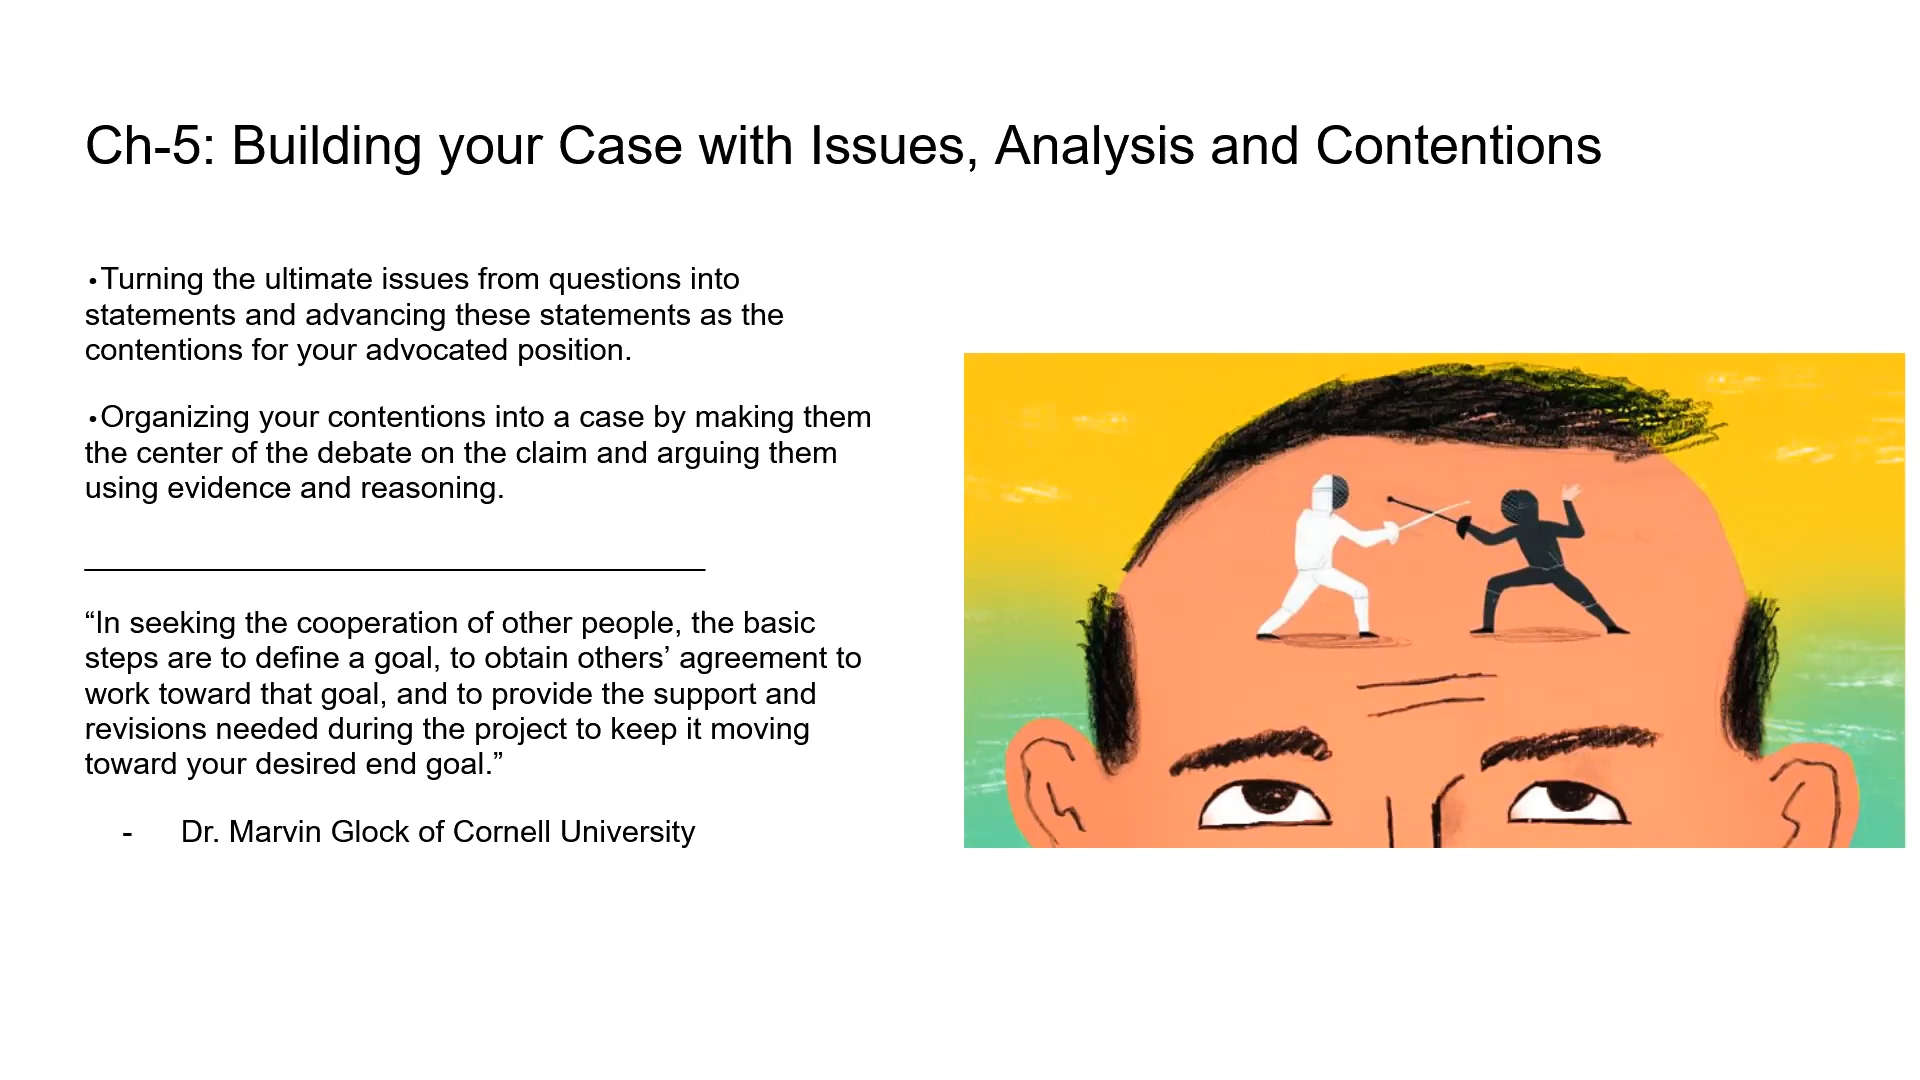 Ch-5: Building your Case with Issues, Analysis and Contentions
•Turning the ultimate issues from questions into
statements and advancing these statements as the
contentions for your advocated position.
•Organizing your contentions into a case by making them
the center of the debate on the claim and arguing them
using evidence and reasoning.
“In seeking the cooperation of other people, the basic
steps are to define a goal, to obtain others’ agreement to
work toward that goal, and to provide the support and
revisions needed during the project to keep it moving
toward your desired end goal.”
- Dr. Marvin Glock of Cornell University